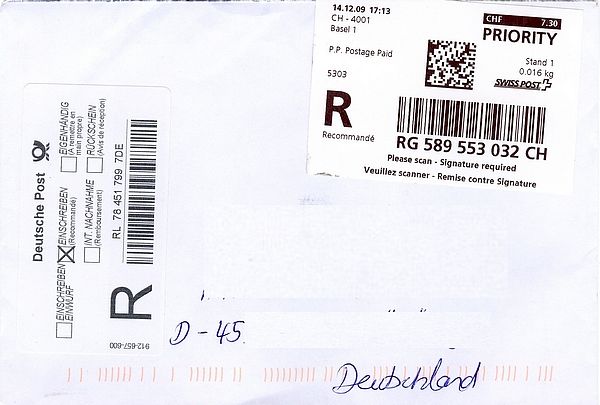 14.12.09 17:13
CH - 4001
Basel 1
P.P. Postage Paid
5303
CHF 7.30
PRIORITY
Stand 1
0.016 kg
SWISS POST
R
Recommandé
RG 589 553 032 CH
Please scan - Signature required
Veuillez scanner - Remise contre Signature
Deutsche Post
EINSCHREIBEN
EINWURF
EINSCHREIBEN
(Recommandé)
EIGENHÄNDIG
(A remettre en
main propre)
INT. NACHNAHME
(Remboursement)
RÜCKSCHEIN
(Avis de réception)
RL 78 451 799 7DE
R
912-657-600
D - 45
Deutschland